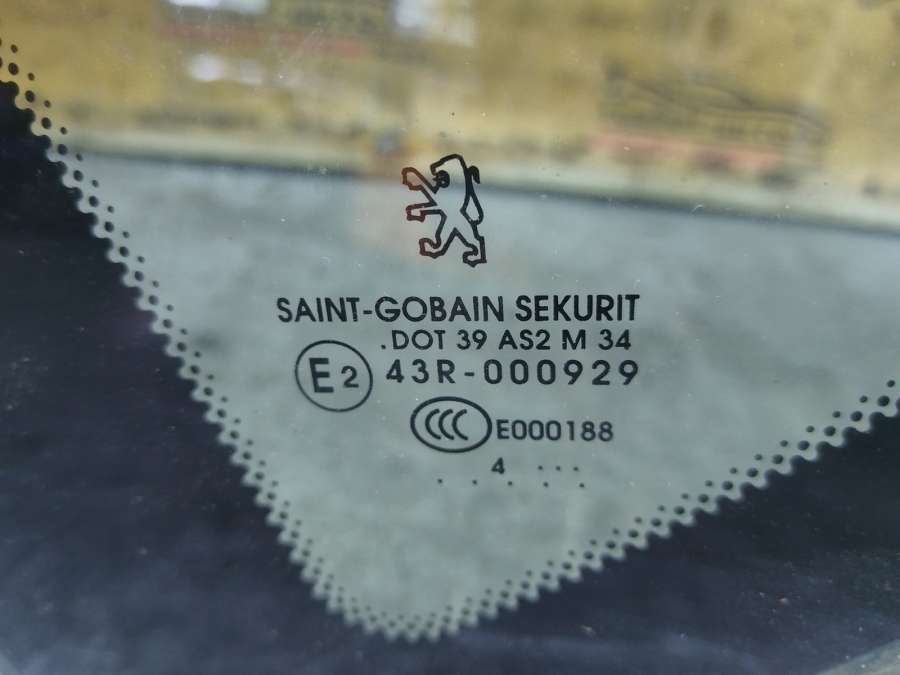 SAINT-GOBAIN SEKURIT
.DOT 39 AS2 M 34
E2 43R-000929
CCC E000188
4 ...
. . . . . .